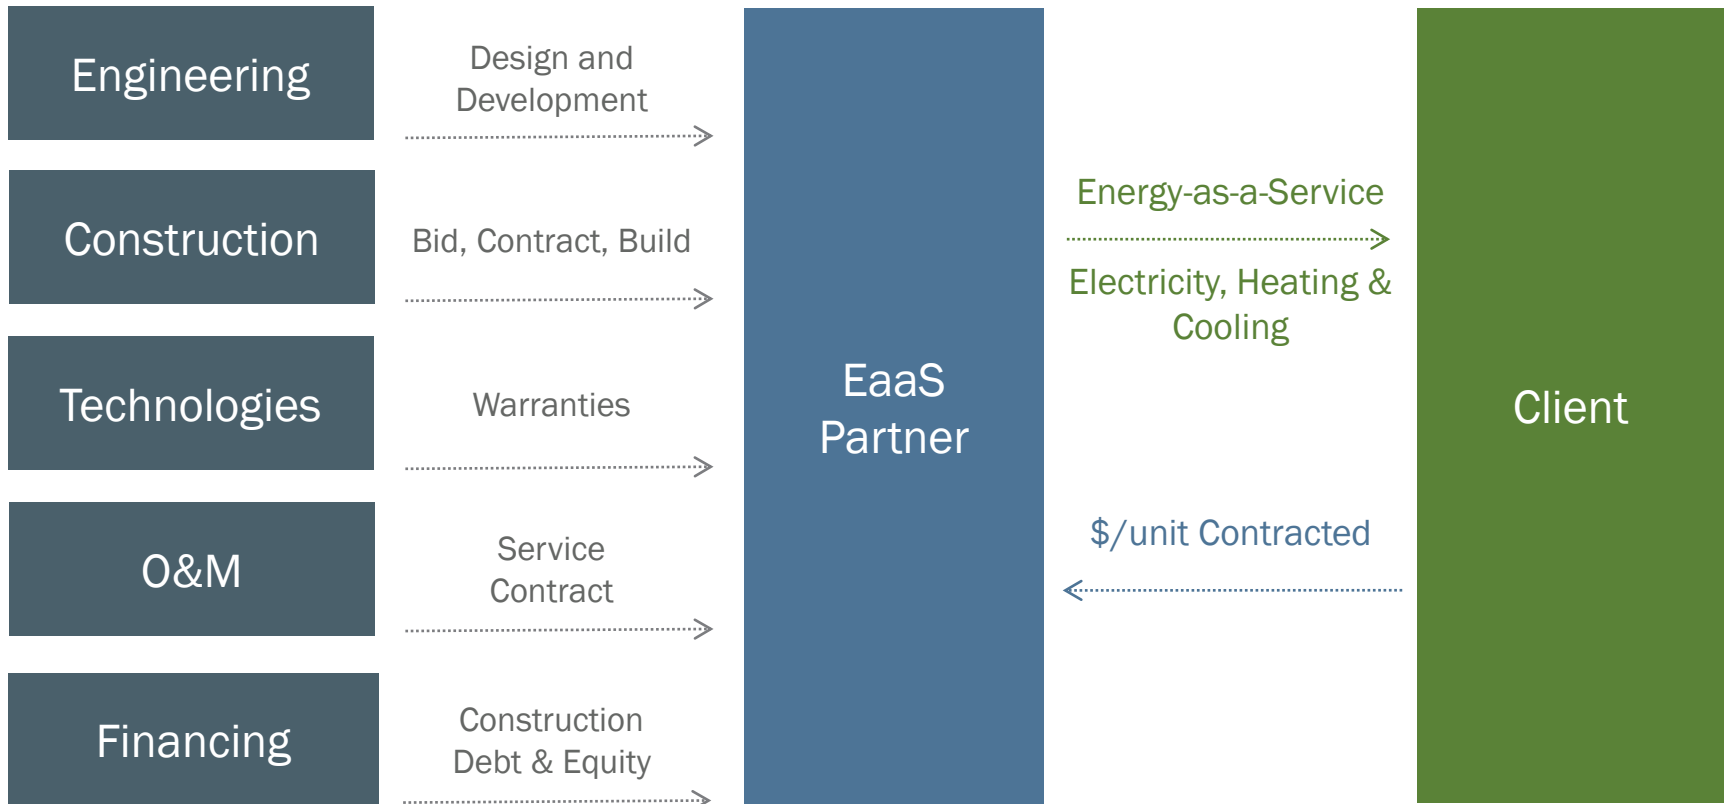 Engineering
Design and
Development
Construction
Bid, Contract, Build
Technologies
Warranties
O&M
Service
Contract
Financing
Construction
Debt & Equity
EaaS
Partner
Energy-as-a-Service
Electricity, Heating &
Cooling
$/unit Contracted
Client